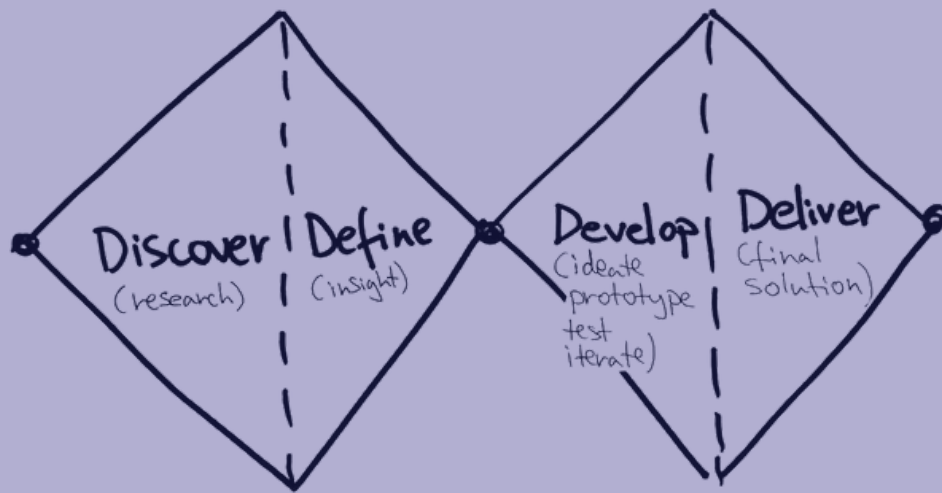 Discover
(research)
Define
(insight)
Develop
(ideate
prototype
test
iterate)
Deliver
(final
solution)